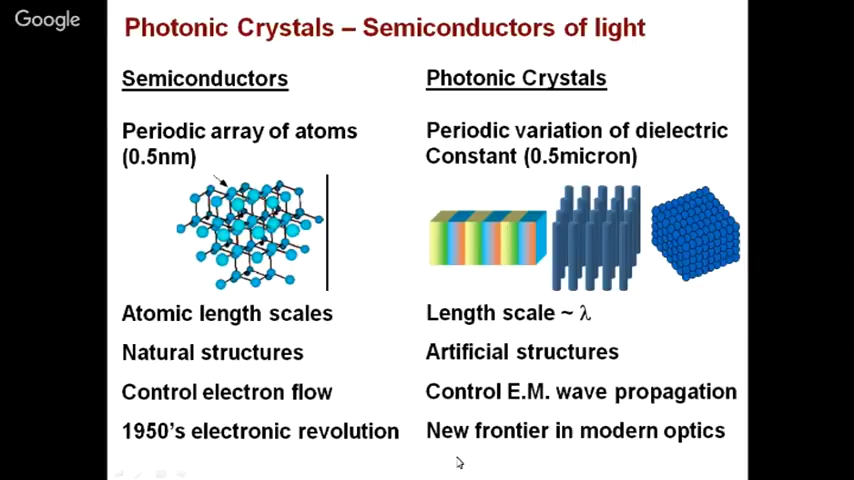 Google
Photonic Crystals – Semiconductors of light
Semiconductors
Periodic array of atoms
(0.5nm)
Atomic length scales
Natural structures
Control electron flow
1950's electronic revolution
Photonic Crystals
Periodic variation of dielectric
Constant (0.5micron)
Length scale ~ λ
Artificial structures
Control E.M. wave propagation
New frontier in modern optics